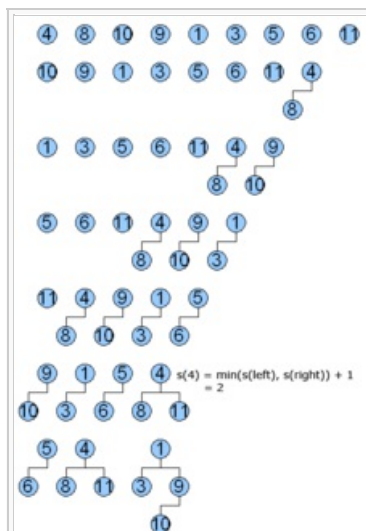 4 8 10 9 1 3 5 6 11
10 9 1 3 5 6 11 4
8
1 3 5 6 11 4 9
8 10
5 6 11 4 9 1
8 10 3
11 4 9 1 5
8 10 3 6
9 1 5 4 s(4) = min(s(left), s(right)) + 1
= 2
10 3 6 8 11
5 4 1
6 8 11 3 9
10